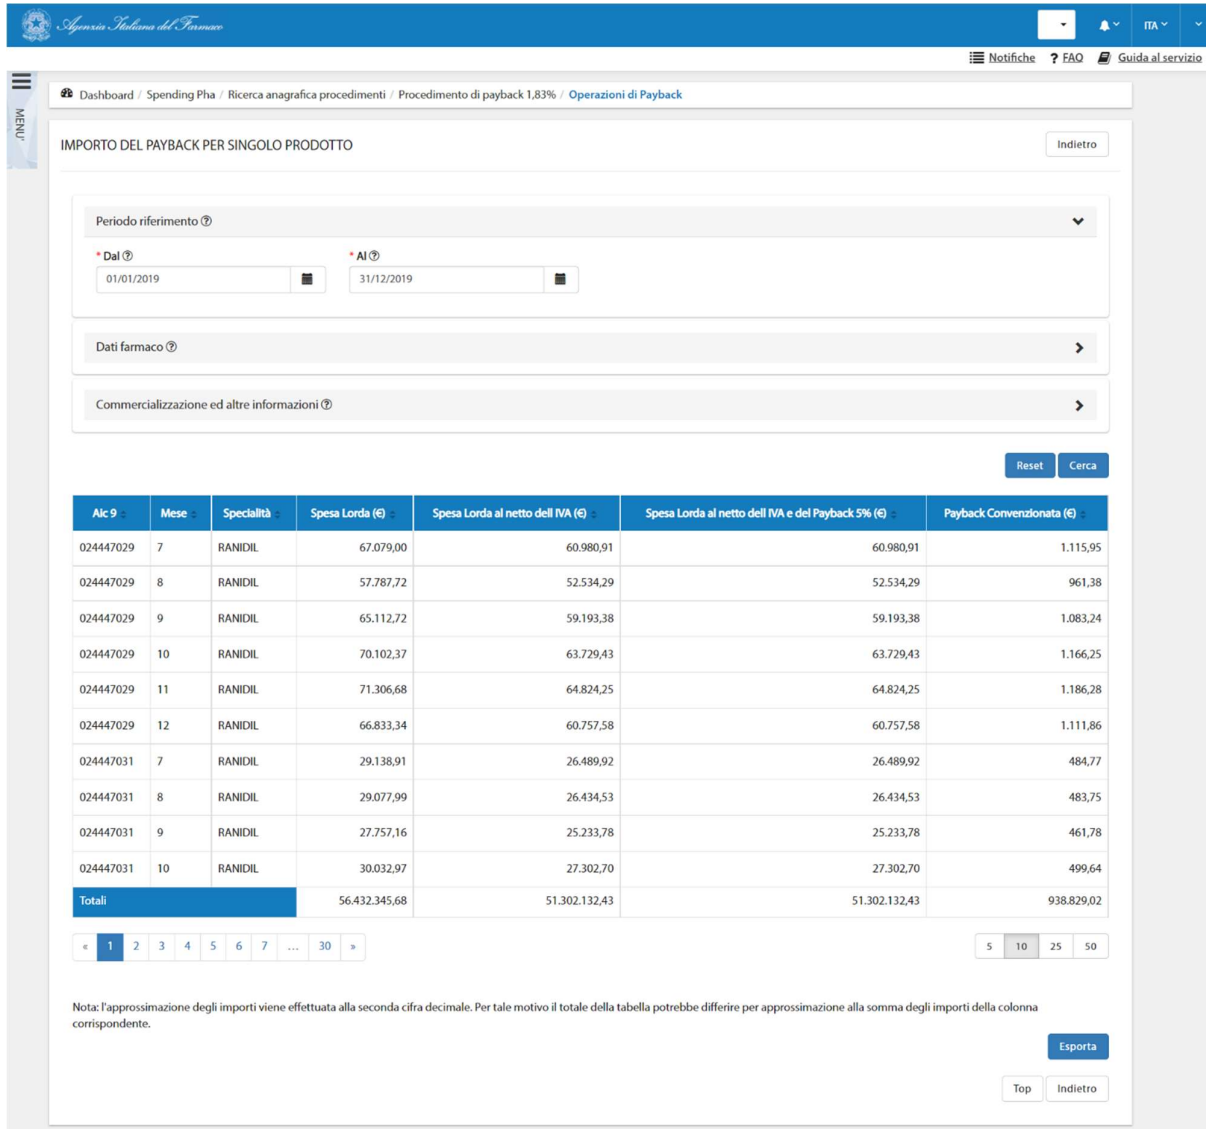 Agenzia Italiana del Farmaco
ITA
Notifiche ? FAQ Guida al servizio
MENU'
Dashboard / Spending Pha / Ricerca anagrafica procedimenti / Procedimento di payback 1,83% / Operazioni di Payback
IMPORTO DEL PAYBACK PER SINGOLO PRODOTTO Indietro
Periodo riferimento ?
* Dal ? * Al ?
01/01/2019 31/12/2019
Dati farmaco ?
Commercializzazione ed altre informazioni ?
Reset Cerca
Aic 9 Mese Specialità Spesa Lorda (€) Spesa Lorda al netto dell IVA (€) Spesa Lorda al netto dell IVA e del Payback 5% (€) Payback Convenzionata (€)
024447029 7 RANIDIL 67.079,00 60.980,91 60.980,91 1.115,95
024447029 8 RANIDIL 57.787,72 52.534,29 52.534,29 961,38
024447029 9 RANIDIL 65.112,72 59.193,38 59.193,38 1.083,24
024447029 10 RANIDIL 70.102,37 63.729,43 63.729,43 1.166,25
024447029 11 RANIDIL 71.306,68 64.824,25 64.824,25 1.186,28
024447029 12 RANIDIL 66.833,34 60.757,58 60.757,58 1.111,86
024447031 7 RANIDIL 29.138,91 26.489,92 26.489,92 484,77
024447031 8 RANIDIL 29.077,99 26.434,53 26.434,53 483,75
024447031 9 RANIDIL 27.757,16 25.233,78 25.233,78 461,78
024447031 10 RANIDIL 30.032,97 27.302,70 27.302,70 499,64
Totali 56.432.345,68 51.302.132,43 51.302.132,43 938.829,02
« 1 2 3 4 5 6 7 ... 30 » 5 10 25 50
Nota: l'approssimazione degli importi viene effettuata alla seconda cifra decimale. Per tale motivo il totale della tabella potrebbe differire per approssimazione alla somma degli importi della colonna
corrispondente.
Esporta
Top Indietro